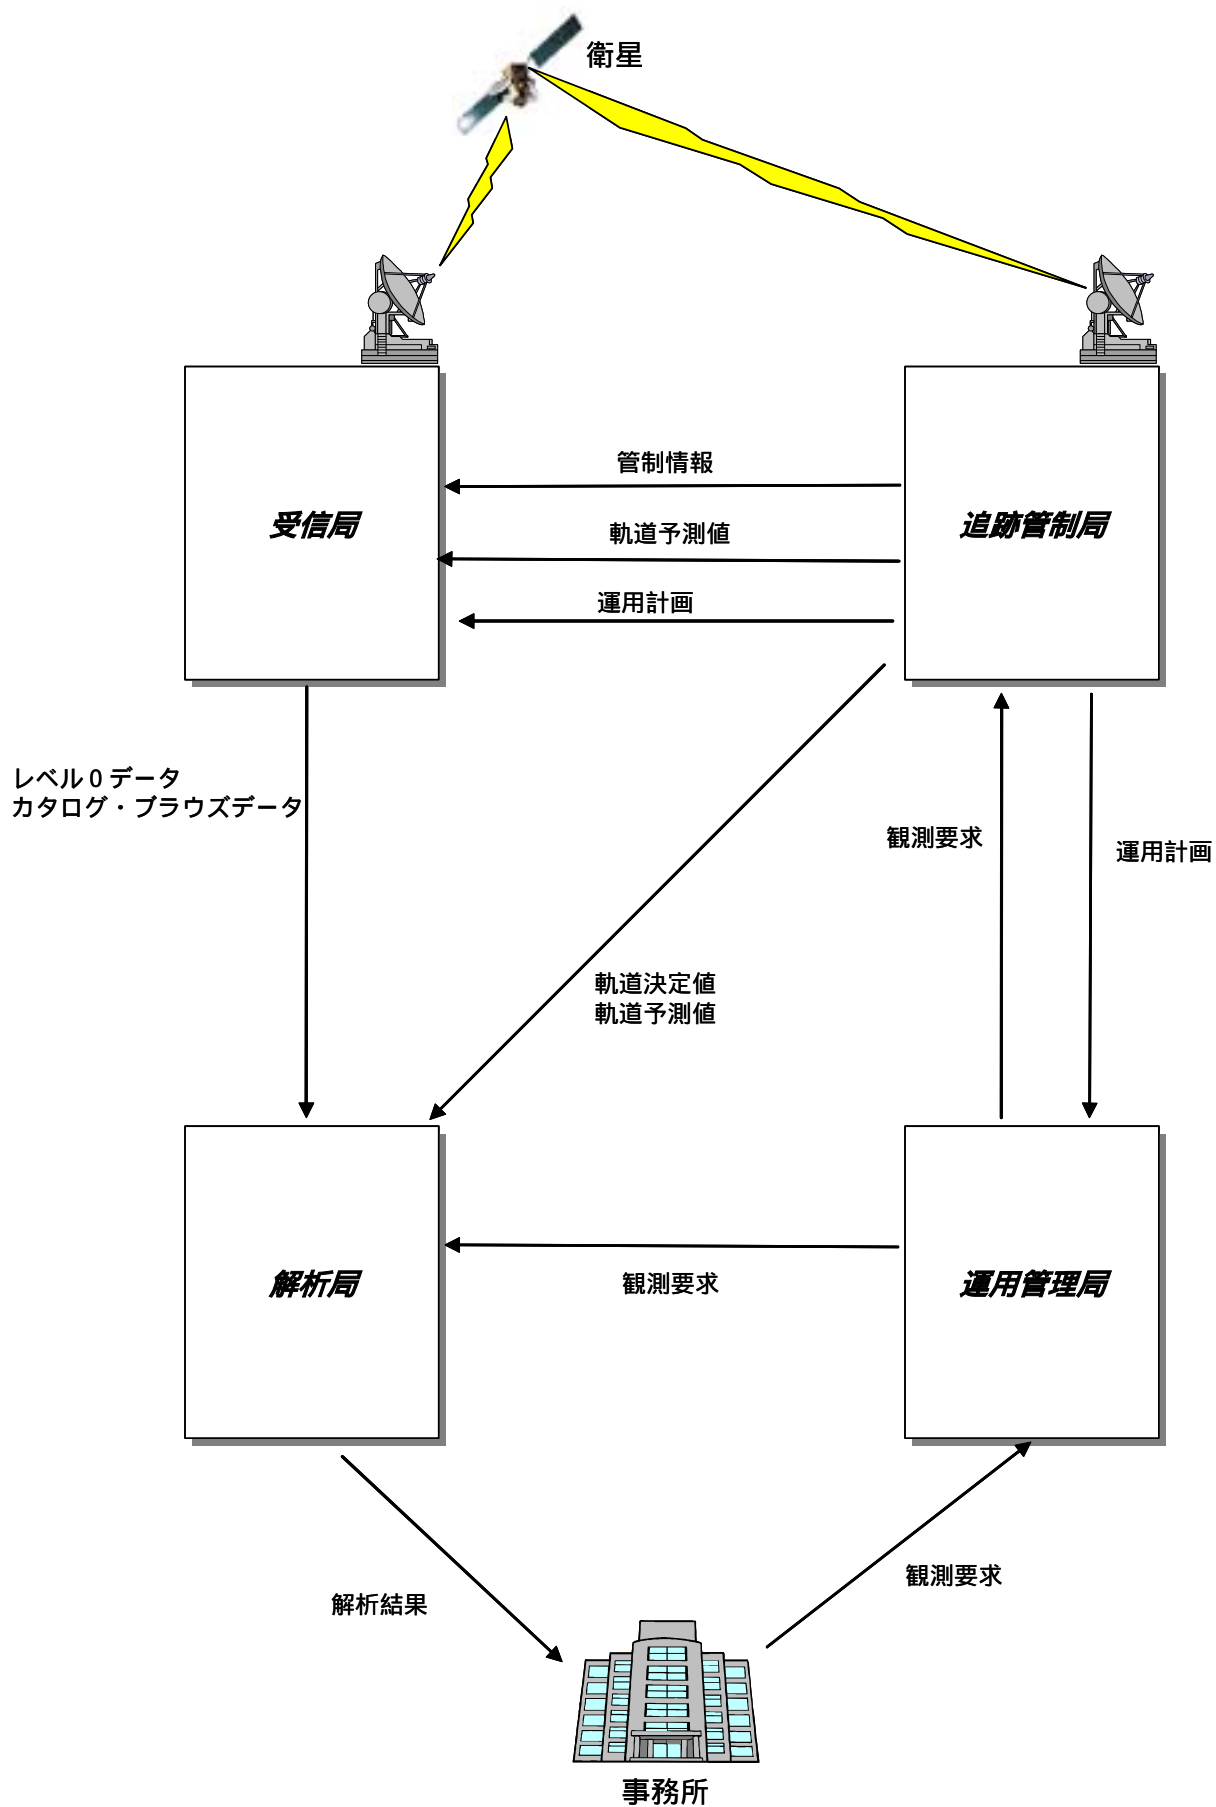 衛星
管制情報
受信局
追跡管制局
軌道予測値
運用計画
レベル０データ
カタログ・ブラウズデータ
観測要求
運用計画
軌道決定値
軌道予測値
解析局
観測要求
運用管理局
観測要求
解析結果
事務所